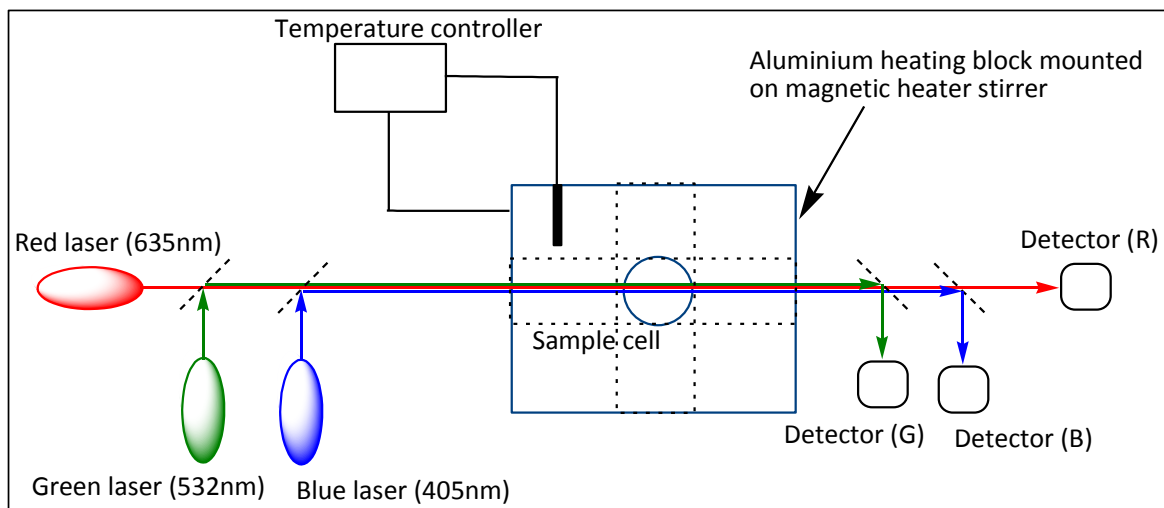 Temperature controller
Aluminium heating block mounted
on magnetic heater stirrer
Red laser (635nm)
Detector (R)
Sample cell
Detector (G)
Detector (B)
Green laser (532nm)
Blue laser (405nm)